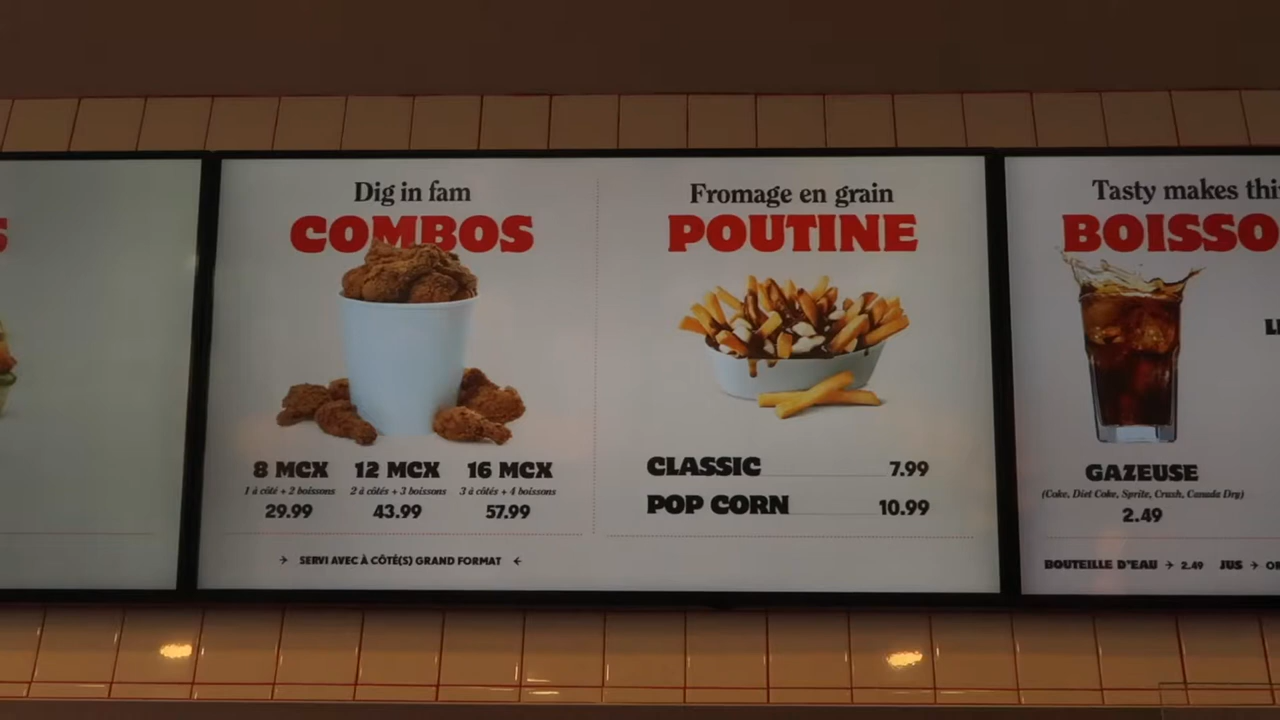 Dig in fam
COMBOS
8 MCX 12 MCX 16 MCX
1 à côté + 2 boissons 2 à côtés + 3 boissons 3 à côtés + 4 boissons
29.99 43.99 57.99
→ SERVI AVEC À CÔTÉ(S) GRAND FORMAT ←
Fromage en grain
POUTINE
CLASSIC 7.99
POP CORN 10.99
Tasty makes
BOISSO
GAZEUSE
(Coke, Diet Coke, Sprite, Crush, Canada Dry)
2.49
BOUTEILLE D'EAU → 2.49 JUS →